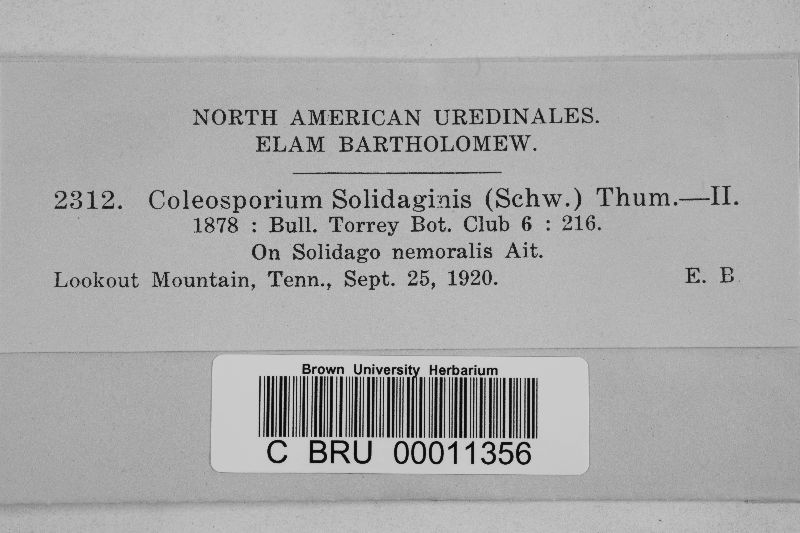 NORTH AMERICAN UREDINALES.
ELAM BARTHOLOMEW.
2312. Coleosporium Solidaginis (Schw.) Thum.—II.
1878 : Bull. Torrey Bot. Club 6 : 216.
On Solidago nemoralis Ait.
Lookout Mountain, Tenn., Sept. 25, 1920. E. B
Brown University Herbarium
C BRU 00011356